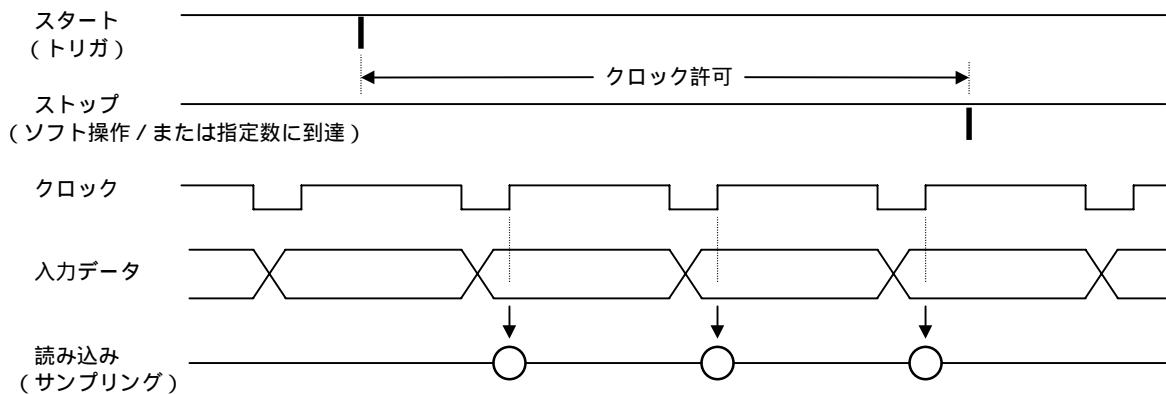 スタート
(トリガ)
クロック許可
ストップ
(ソフト操作 / または指定数に到達)
クロック
入力データ
読み込み
(サンプリング)